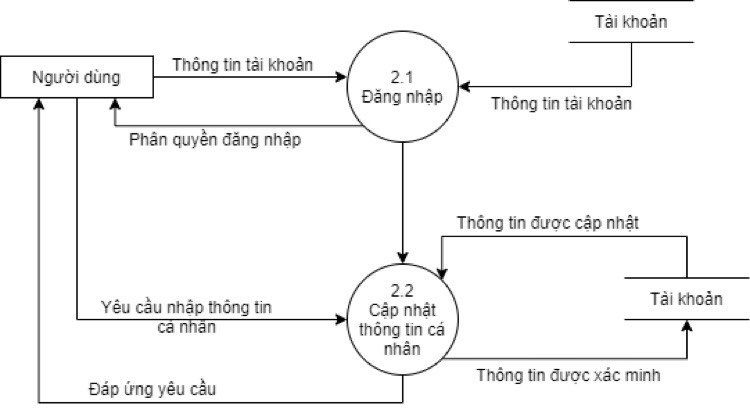 Tài khoản
Thông tin tài khoản
2.1
Người dùng
Đăng nhập
Thông tin tài khoản
Phân quyền đăng nhập
Thông tin được cập nhật
2.2
Cập nhật
thông tin cá
nhân
Tài khoản
Yêu cầu nhập thông tin
cá nhân
Thông tin được xác minh
Đáp ứng yêu cầu